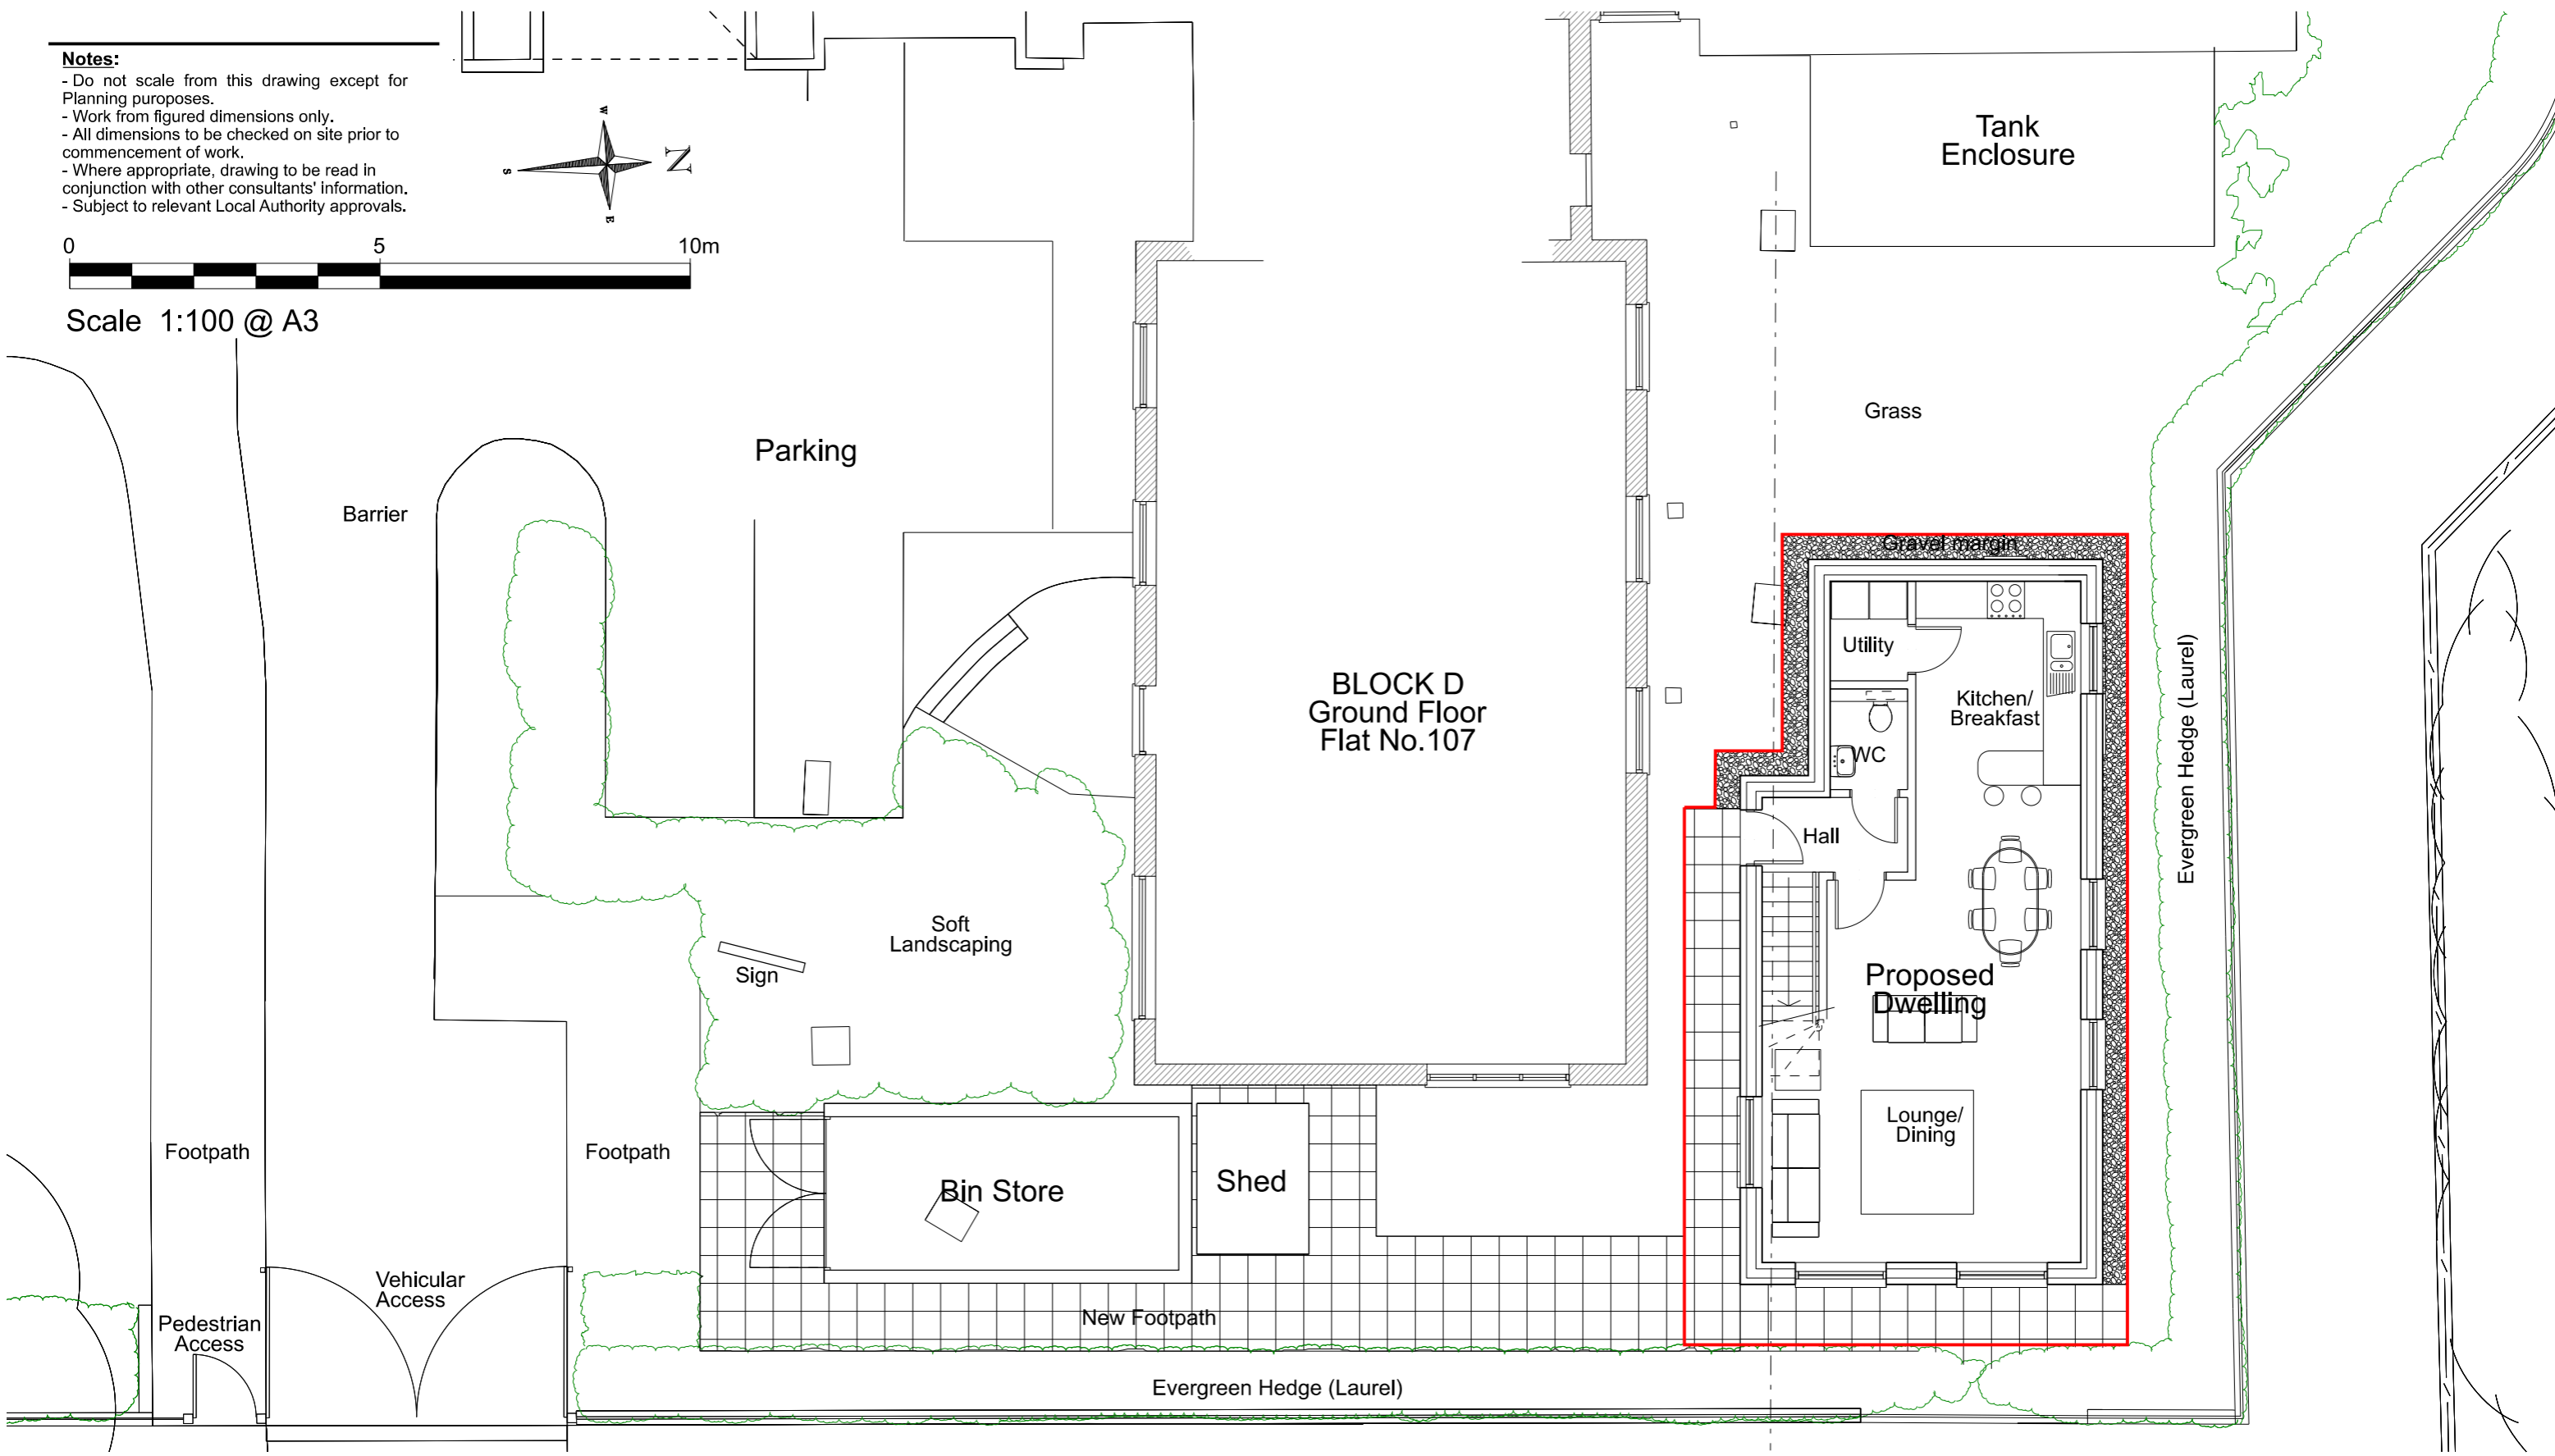 Notes:
- Do not scale from this drawing except for
Planning puroposes.
- Work from figured dimensions only.
- All dimensions to be checked on site prior to
commencement of work.
- Where appropriate, drawing to be read in
conjunction with other consultants' information.
- Subject to relevant Local Authority approvals.
W
N
S
E
0 5 10m
Scale 1:100 @ A3
Tank
Enclosure
Grass
Parking
Barrier
Gravel margin
Utility
Kitchen/
Breakfast
WC
Hall
BLOCK D
Ground Floor
Flat No.107
Evergreen Hedge (Laurel)
Soft
Landscaping
Sign
Proposed
Dwelling
Lounge/
Dining
Footpath
Footpath
Bin Store
Shed
Vehicular
Access
Pedestrian
Access
New Footpath
Evergreen Hedge (Laurel)